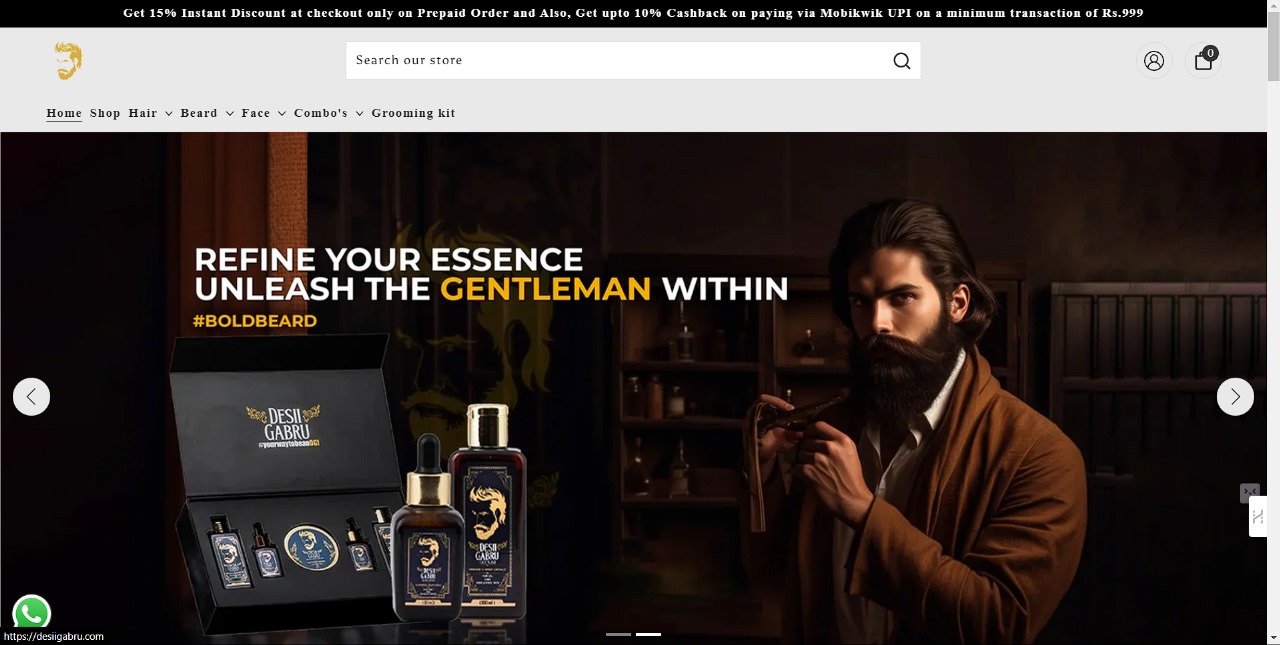 Get 15% Instant Discount at checkout only on Prepaid Order and Also, Get upto 10% Cashback on paying via Mobikwik UPI on a minimum transaction of Rs.999
Search our store
0
Home Shop Hair Beard Face Combo's Grooming kit
REFINE YOUR ESSENCE
UNLEASH THE GENTLEMAN WITHIN
#BOLDBEARD
DESII
GABRU
#yourwaytobeanOG!
DESII
GABRU
DESII
GABRU
https://desiigabru.com